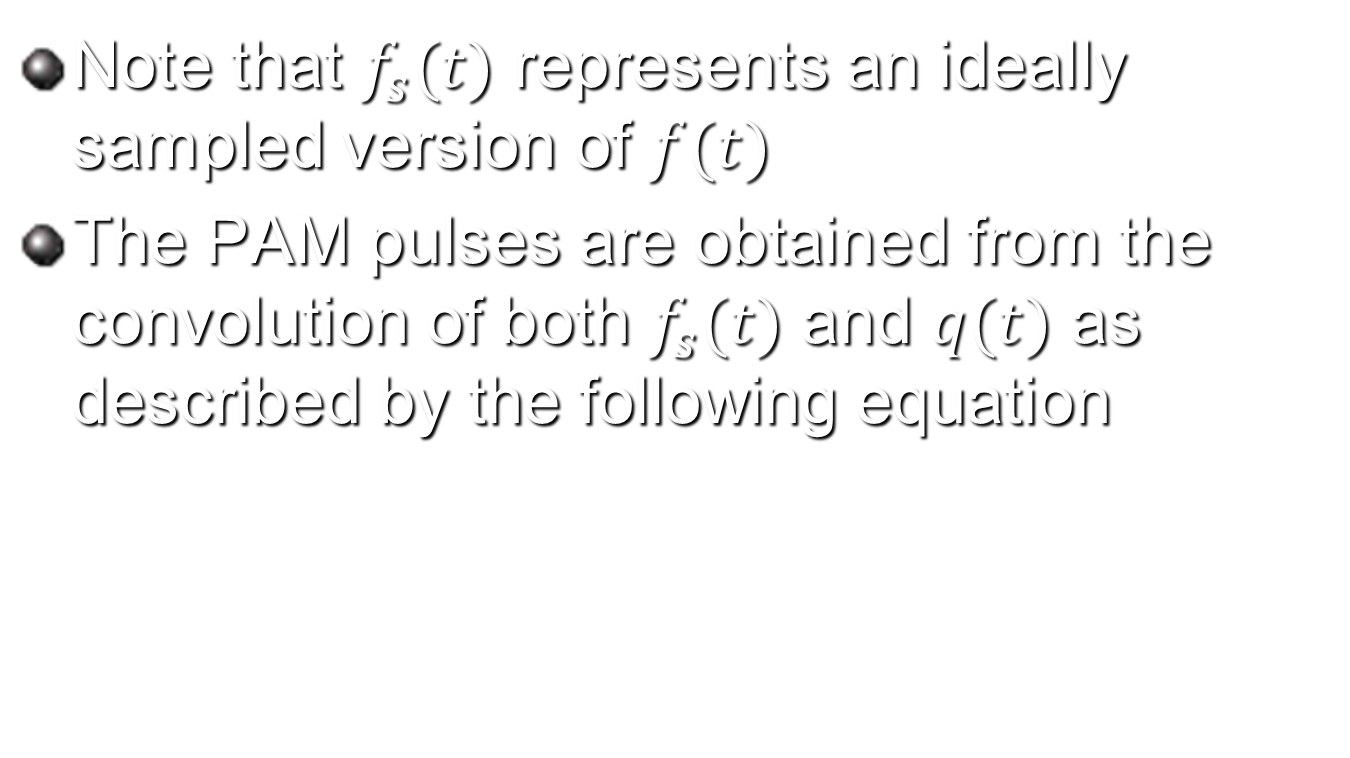 Note that 𝑓ₛ(𝑡) represents an ideally
sampled version of 𝑓(𝑡)
The PAM pulses are obtained from the
convolution of both 𝑓ₛ(𝑡) and 𝑞(𝑡) as
described by the following equation